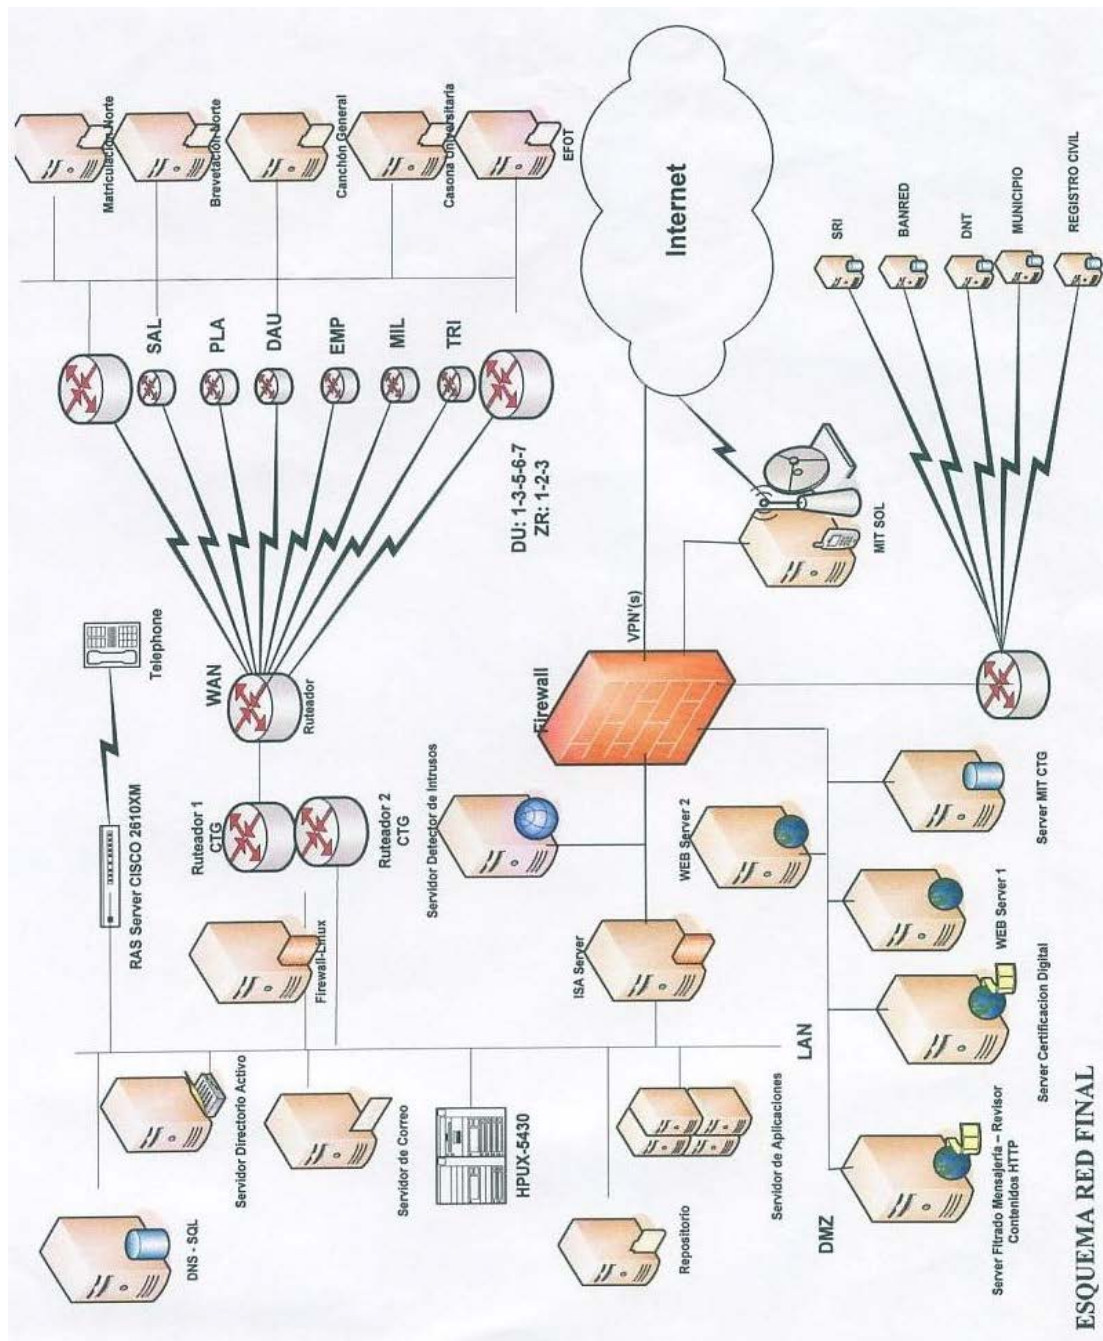 ESQUEMA RED FINAL
DNS - SQL
Servidor Directorio Activo
Servidor de Correo
HPUX-5430
Repositorio
Servidor de Aplicaciones
LAN
DMZ
RAS Server CISCO 2610XM
Telephone
Ruteador 1
CTG
Ruteador 2
CTG
Firewall-Linux
WAN
Ruteador
SAL
PLA
DAU
EMP
MIL
TRI
DU: 1-3-5-6-7
ZR: 1-2-3
Matriculación Norte
Brevetación Norte
Canchón General
Casona Universitaria
EFOT
Servidor Detector de Intrusos
ISA Server
Firewall
VPN'(s)
Internet
MIT SOL
WEB Server 2
Server MIT CTG
WEB Server 1
Server Certificacion Digital
Server Fltrado Mensajería – Revisor
Contenidos HTTP
SRI
BANRED
DNT
MUNICIPIO
REGISTRO CIVIL